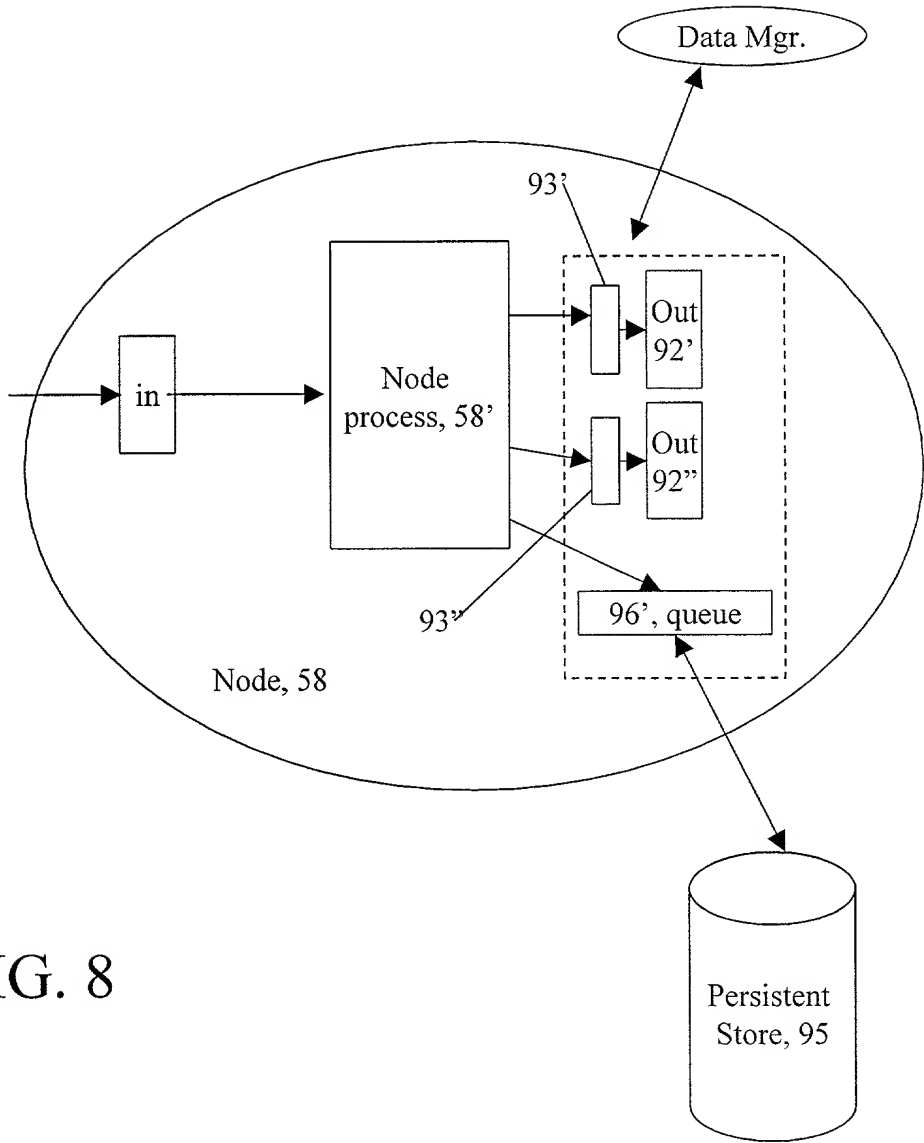 Data Mgr.
93’
Out
92’
in
Node
process, 58’
Out
92”
93”
96’, queue
Node, 58
IG. 8
Persistent
Store, 95